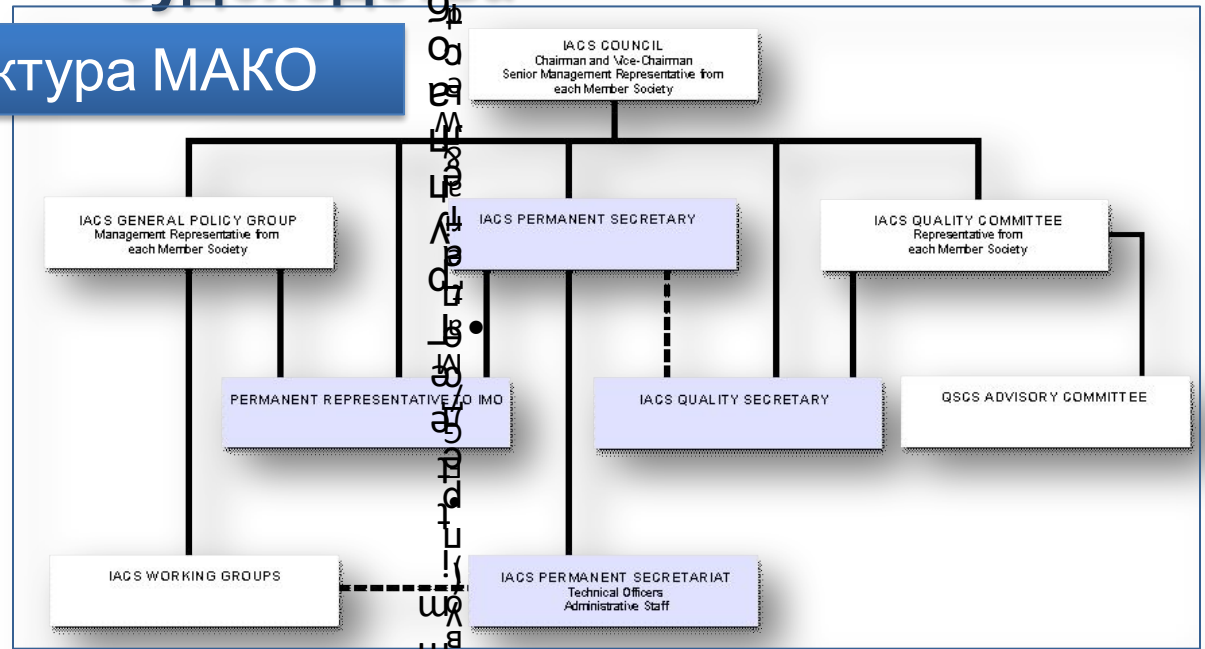 ктура МАКО
IACS COUNCIL
Chairman and Vice-Chairman
Senior Management Representative from
each Member Society
IACS GENERAL POLICY GROUP
Management Representative from
each Member Society
IACS PERMANENT SECRETARY
IACS QUALITY COMMITTEE
Representative from
each Member Society
PERMANENT REPRESENTATIVE TO IMO
IACS QUALITY SECRETARY
QSCS ADVISORY COMMITTEE
IACS WORKING GROUPS
IACS PERMANENT SECRETARIAT
Technical Officers
Administrative Staff